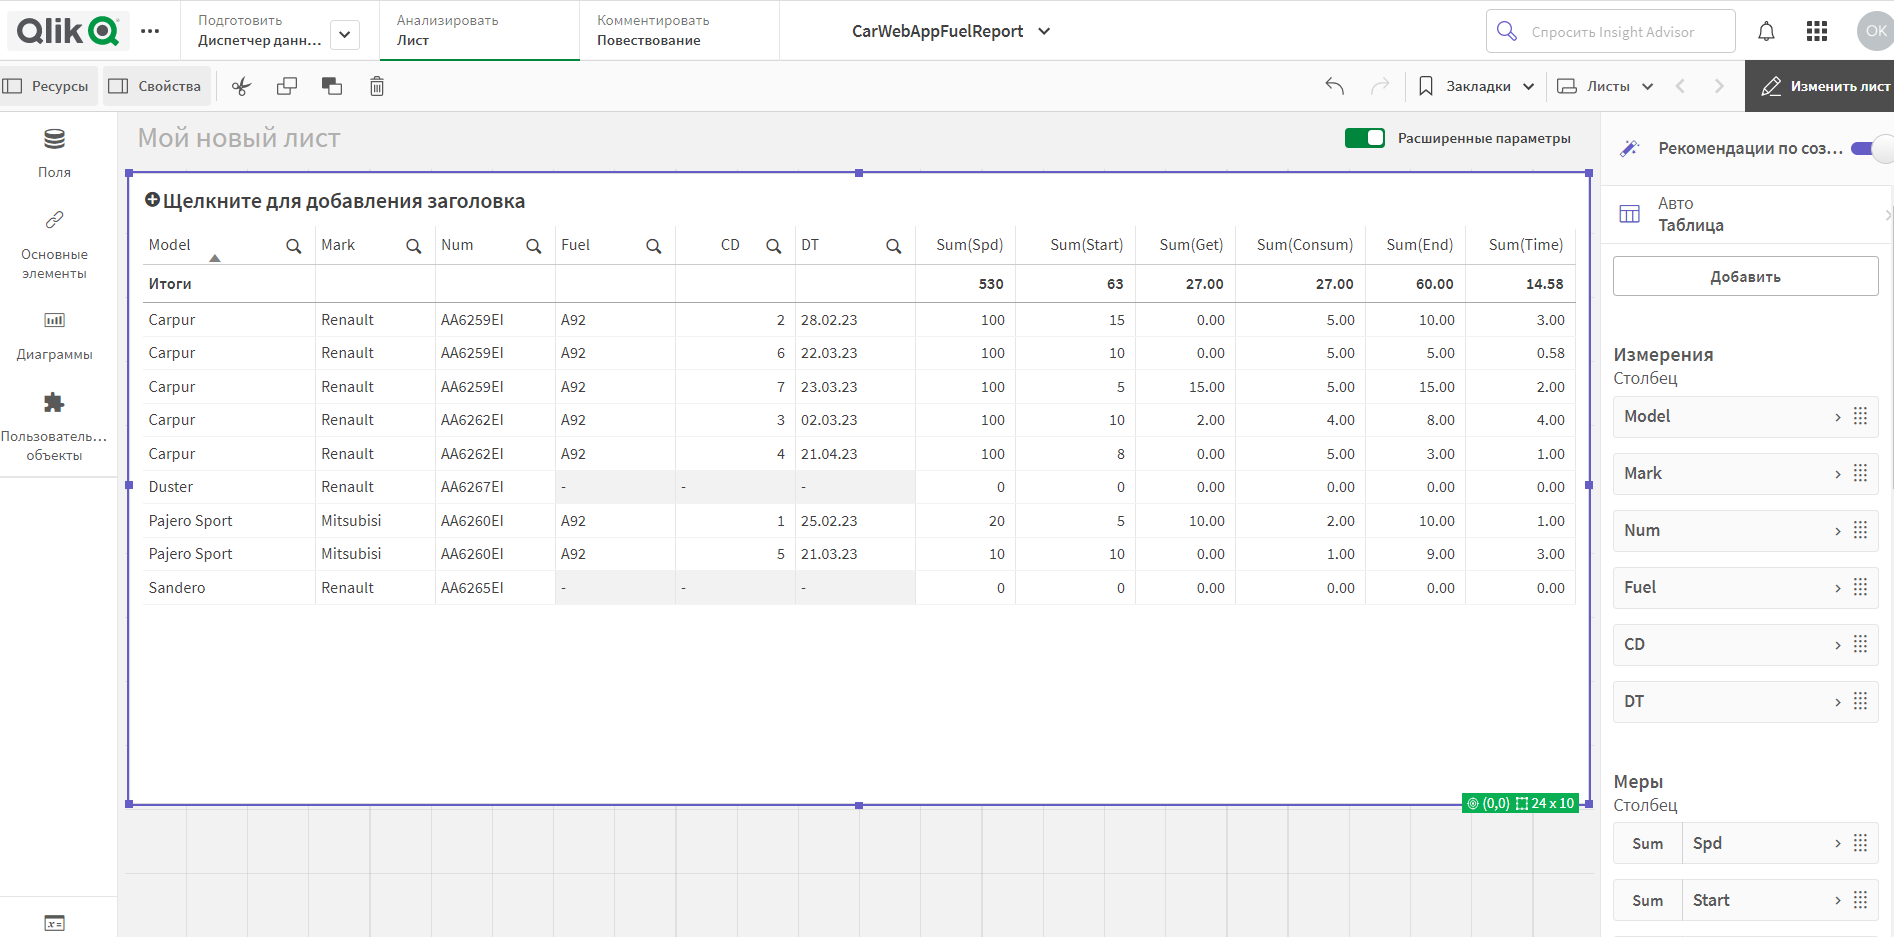 Qlik
Подготовить
Диспетчер данн...
Анализировать
Лист
Комментировать
Повествование
CarWebAppFuelReport
Спросить Insight Advisor
OK
Ресурсы
Свойства
Закладки
Листы
Изменить лист
Поля
Основные
элементы
Диаграммы
Пользователь...
объекты
x=
Мой новый лист
Расширенные параметры
Щелкните для добавления заголовка
Model Mark Num Fuel CD DT Sum(Spd) Sum(Start) Sum(Get) Sum(Consum) Sum(End) Sum(Time)
Итоги 530 63 27.00 27.00 60.00 14.58
Carpur Renault AA6259EI A92 2 28.02.23 100 15 0.00 5.00 10.00 3.00
Carpur Renault AA6259EI A92 6 22.03.23 100 10 0.00 5.00 5.00 0.58
Carpur Renault AA6259EI A92 7 23.03.23 100 5 15.00 5.00 15.00 2.00
Carpur Renault AA6262EI A92 3 02.03.23 100 10 2.00 4.00 8.00 4.00
Carpur Renault AA6262EI A92 4 21.04.23 100 8 0.00 5.00 3.00 1.00
Duster Renault AA6267EI - - - 0 0 0.00 0.00 0.00 0.00
Pajero Sport Mitsubisi AA6260EI A92 1 25.02.23 20 5 10.00 2.00 10.00 1.00
Pajero Sport Mitsubisi AA6260EI A92 5 21.03.23 10 10 0.00 1.00 9.00 3.00
Sandero Renault AA6265EI - - - 0 0 0.00 0.00 0.00 0.00
(0,0) 24 x 10
Рекомендации по соз...
Авто
Таблица
Добавить
Измерения
Столбец
Model
Mark
Num
Fuel
CD
DT
Меры
Столбец
Sum Spd
Sum Start